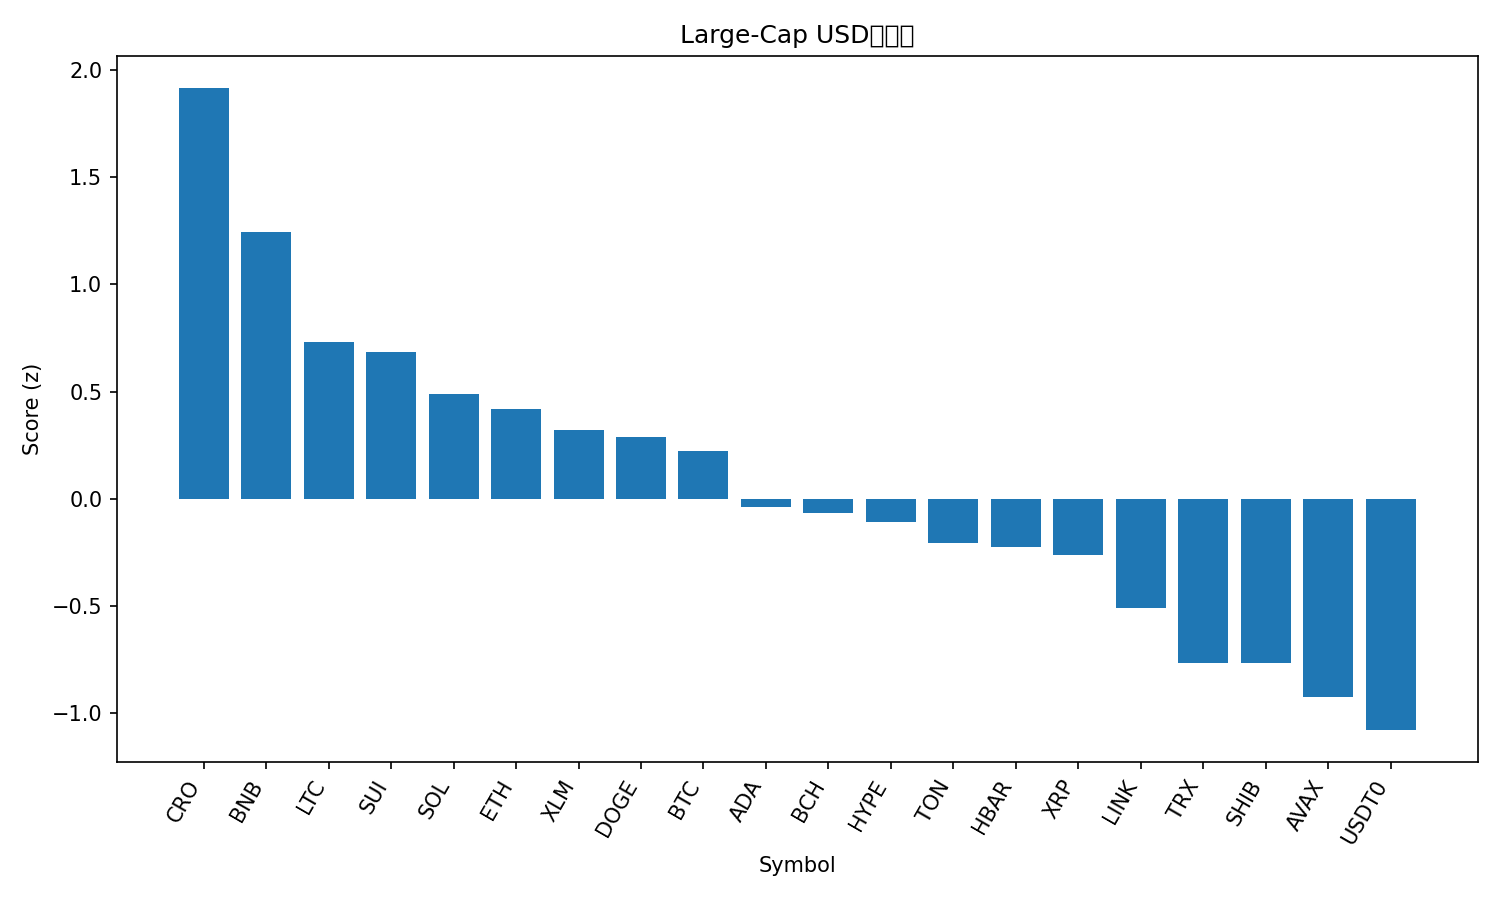 Large-Cap USD
2.0
1.5
1.0
0.5
0.0
−0.5
−1.0
Score (z)
CRO
BNB
LTC
SUI
SOL
ETH
XLM
DOGE
BTC
ADA
BCH
HYPE
TON
HBAR
XRP
LINK
TRX
SHIB
AVAX
USDT0
Symbol